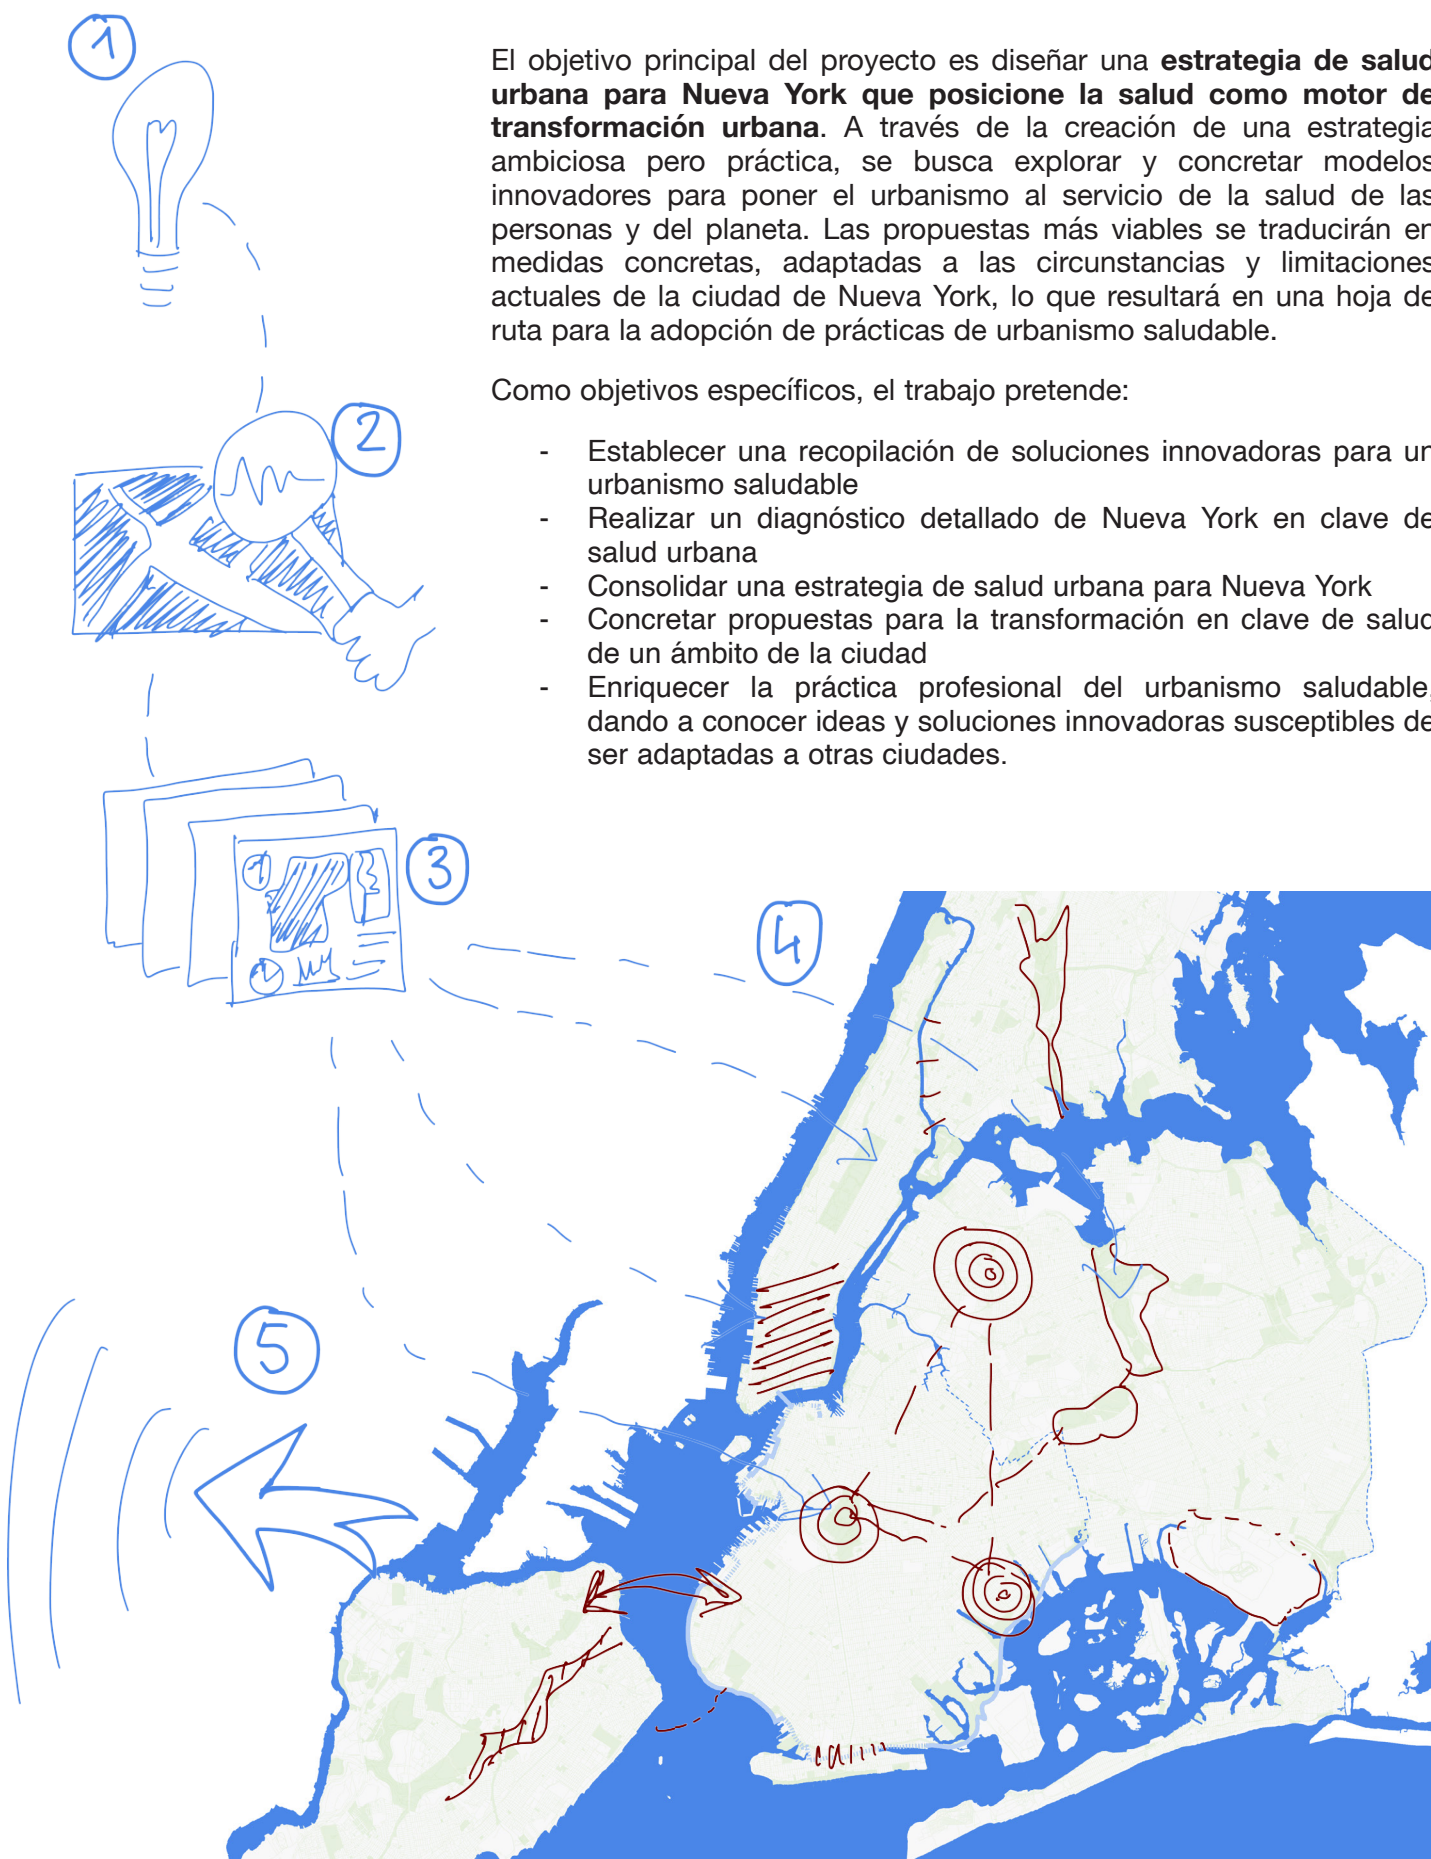 1
El objetivo principal del proyecto es diseñar una estrategia de salud
urbana para Nueva York que posicione la salud como motor de
transformación urbana. A través de la creación de una estrategia
ambiciosa pero práctica, se busca explorar y concretar modelos
innovadores para poner el urbanismo al servicio de la salud de las
personas y del planeta. Las propuestas más viables se traducirán en
medidas concretas, adaptadas a las circunstancias y limitaciones
actuales de la ciudad de Nueva York, lo que resultará en una hoja de
ruta para la adopción de prácticas de urbanismo saludable.
Como objetivos específicos, el trabajo pretende:
2
- Establecer una recopilación de soluciones innovadoras para un
urbanismo saludable
- Realizar un diagnóstico detallado de Nueva York en clave de
salud urbana
- Consolidar una estrategia de salud urbana para Nueva York
- Concretar propuestas para la transformación en clave de salud
de un ámbito de la ciudad
- Enriquecer la práctica profesional del urbanismo saludable,
dando a conocer ideas y soluciones innovadoras susceptibles de
ser adaptadas a otras ciudades.
3
1
2
4
5